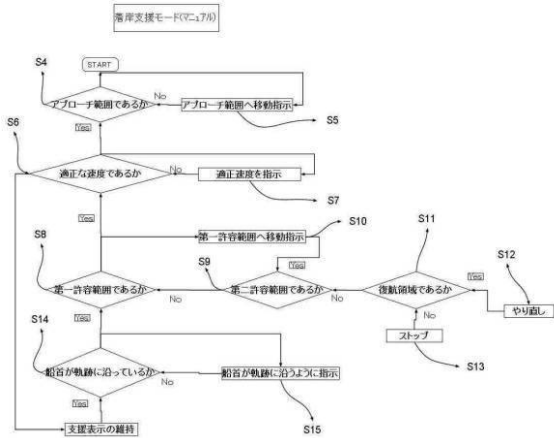 着岸支援モード(マニュアル)
START
S4
アプローチ範囲であるか
No
アプローチ範囲へ移動指示
S5
Yes
S6
適正な速度であるか
No
適正速度を指示
S7
Yes
第一許容範囲へ移動指示
S10
S11
S8
S9
S12
Yes
第一許容範囲であるか
No
第二許容範囲であるか
No
復航領域であるか
Yes
やり直し
No
ストップ
S13
S14
Yes
船首が軌跡に沿っているか
No
船首が軌跡に沿うように指示
S15
Yes
支援表示の維持